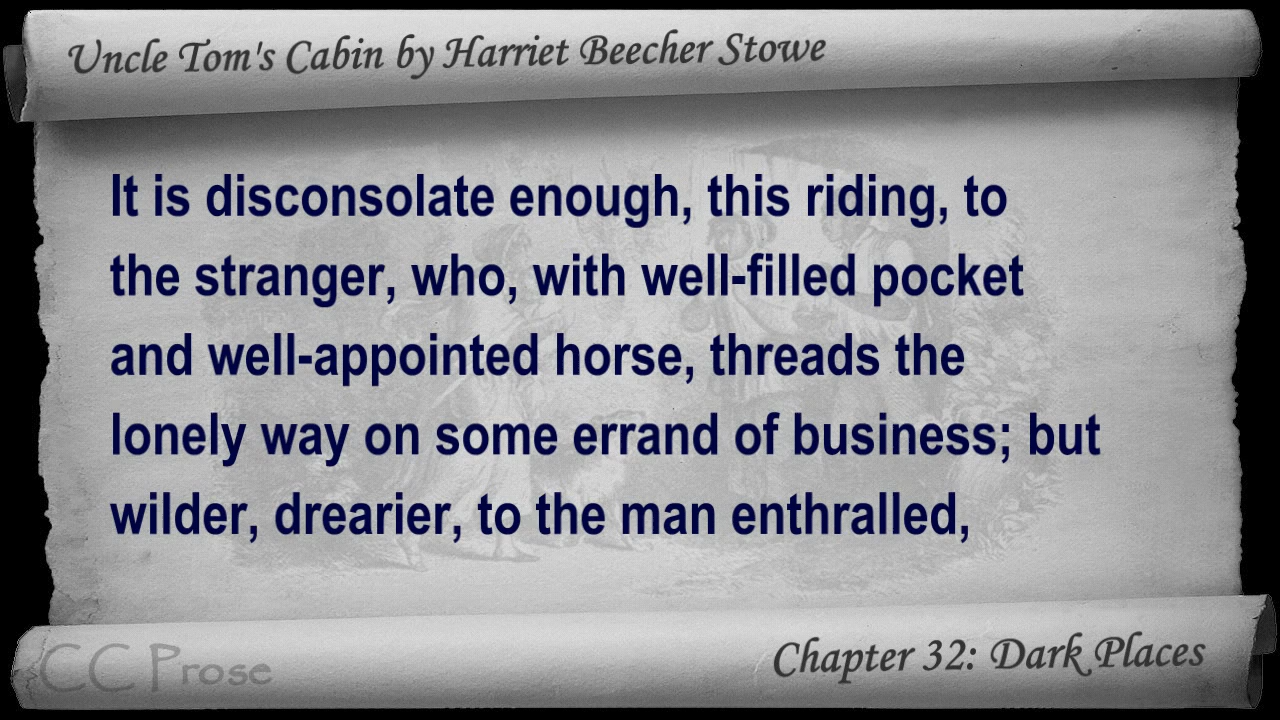 Uncle Tom's Cabin by Harriet Beecher Stowe
It is disconsolate enough, this riding, to
the stranger, who, with well-filled pocket
and well-appointed horse, threads the
lonely way on some errand of business; but
wilder, drearier, to the man enthralled,
CC Prose
Chapter 32: Dark Places